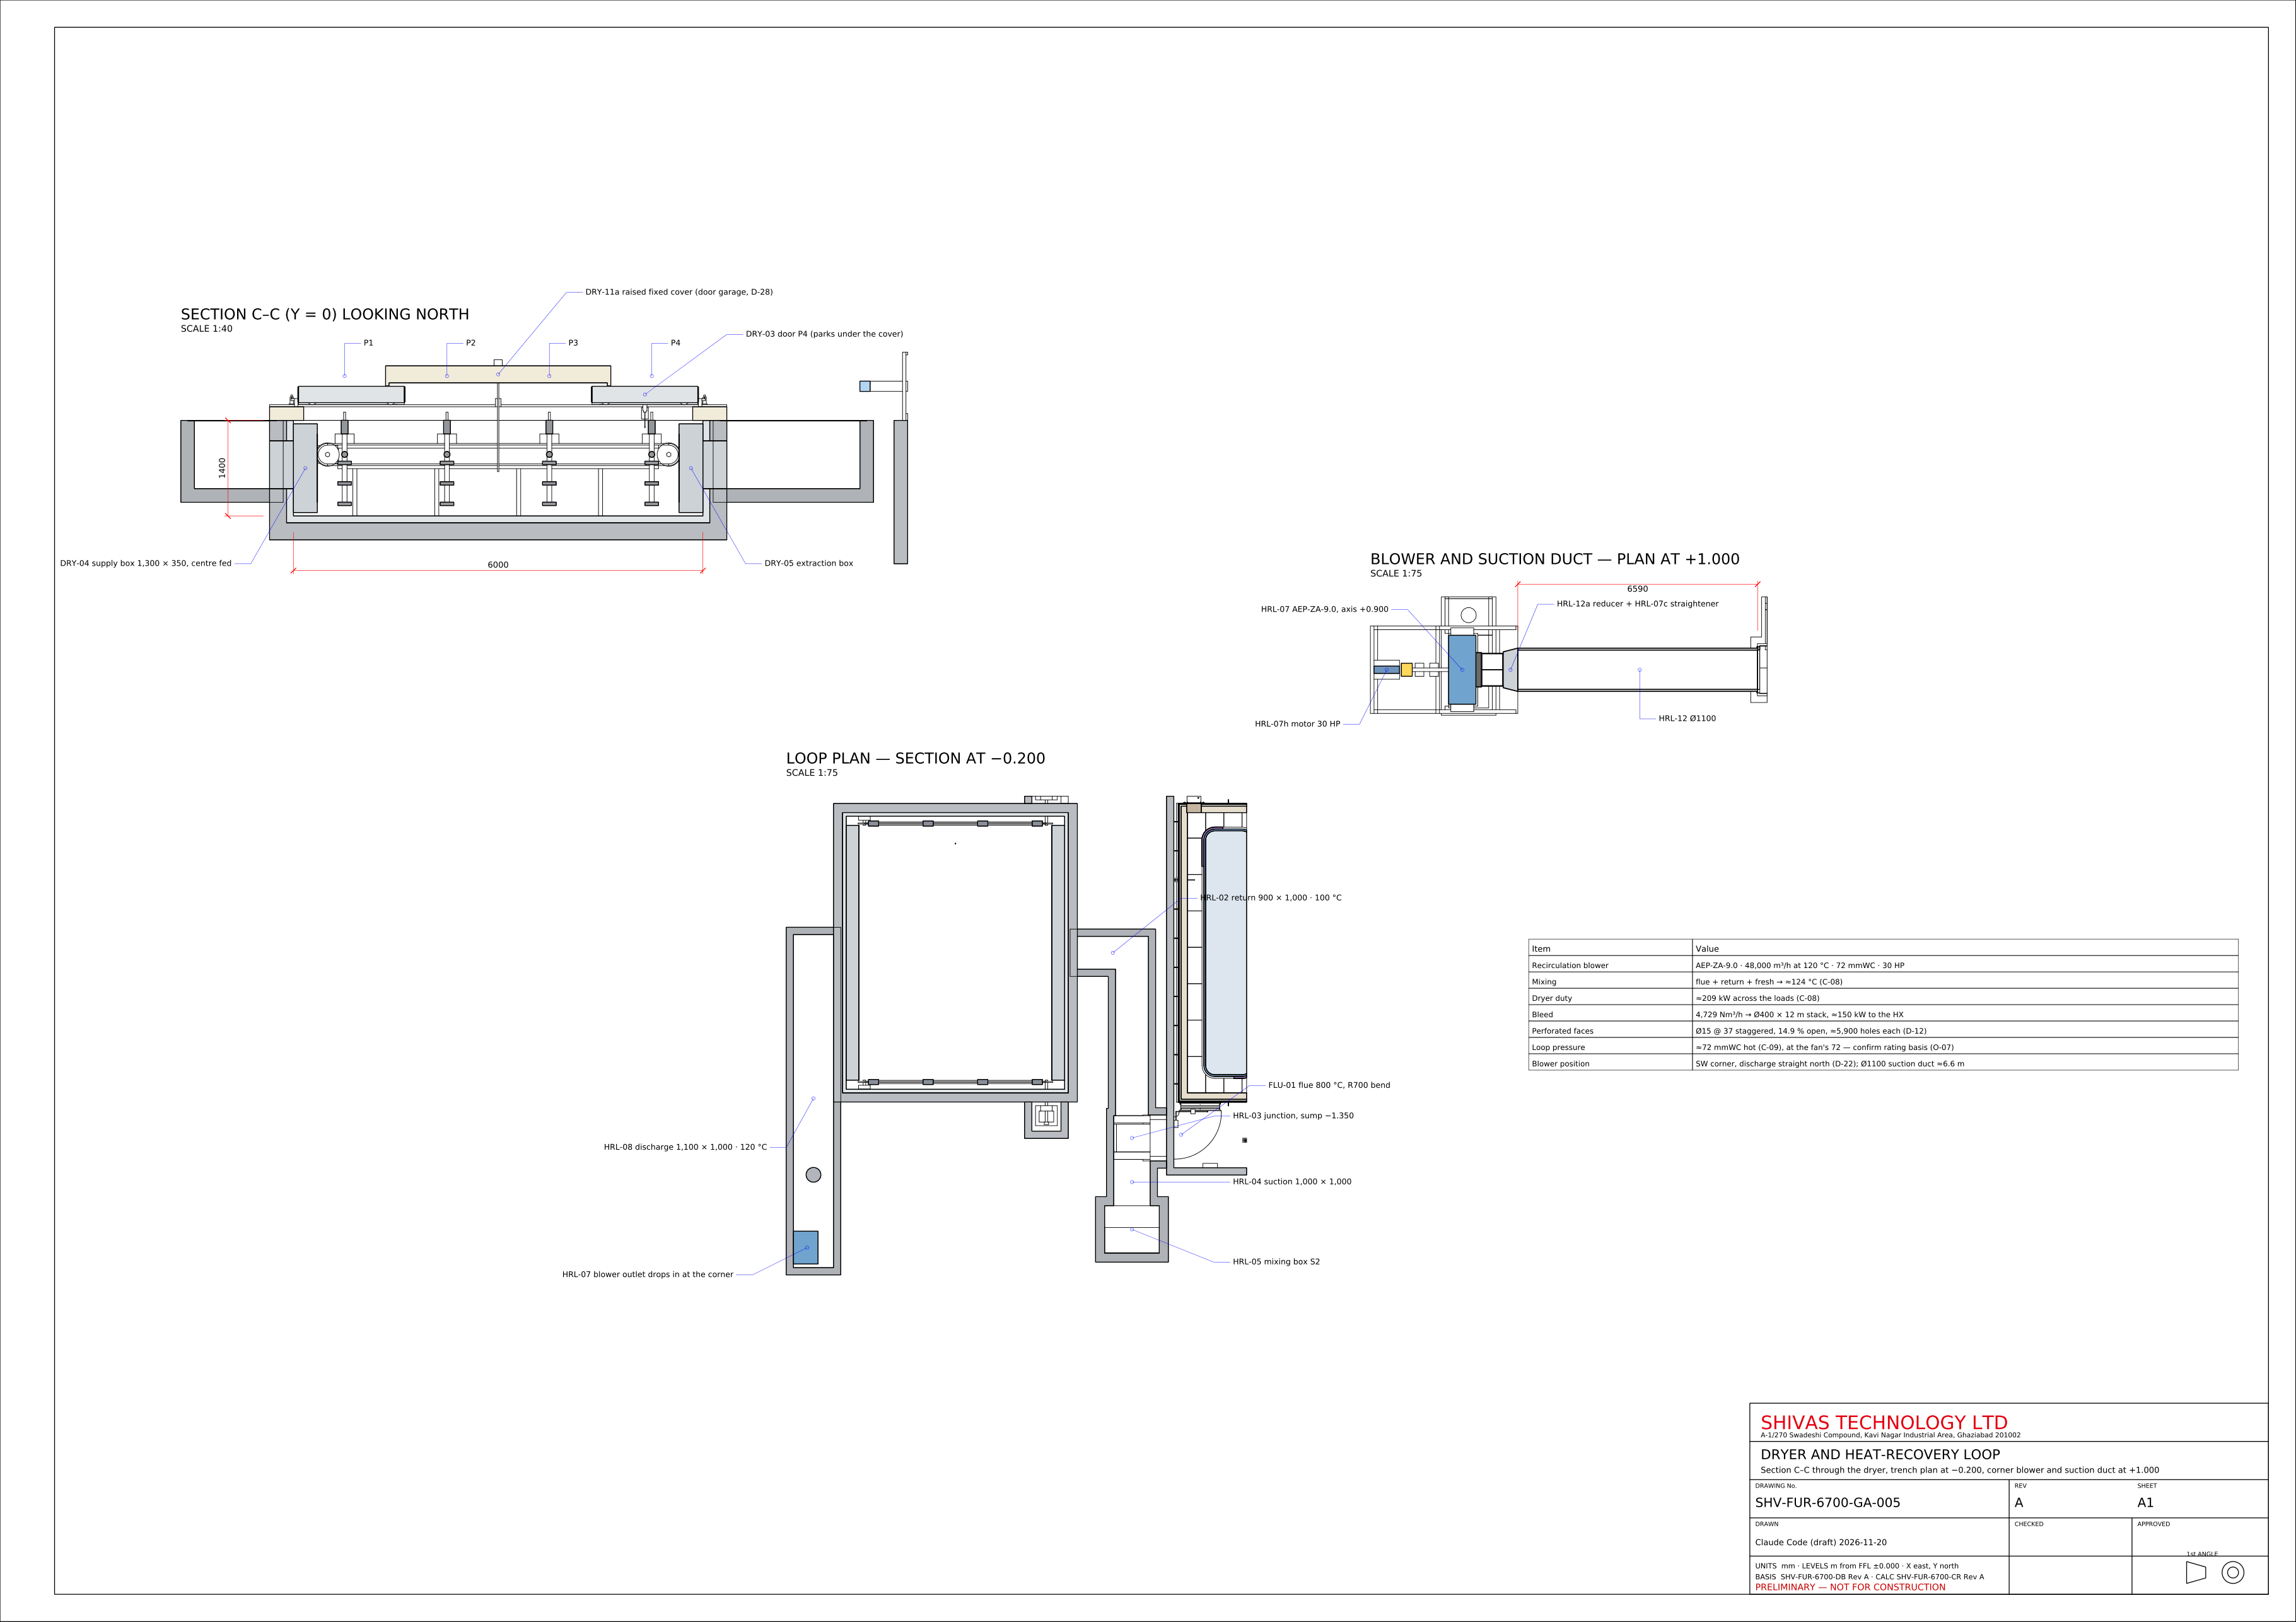 DRY-11a raised fixed cover (door garage, D-28)
SECTION C–C (Y = 0) LOOKING NORTH
SCALE 1:40
DRY-03 door P4 (parks under the cover)
P1
P2
P3
P4
1400
DRY-04 supply box 1,300 × 350, centre fed
6000
DRY-05 extraction box
BLOWER AND SUCTION DUCT — PLAN AT +1.000
SCALE 1:75
6590
HRL-07 AEP-ZA-9.0, axis +0.900
HRL-12a reducer + HRL-07c straightener
HRL-07h motor 30 HP
HRL-12 Ø1100
LOOP PLAN — SECTION AT −0.200
SCALE 1:75
HRL-02 return 900 × 1,000 · 100 °C
FLU-01 flue 800 °C, R700 bend
HRL-03 junction, sump −1.350
HRL-08 discharge 1,100 × 1,000 · 120 °C
HRL-04 suction 1,000 × 1,000
HRL-05 mixing box S2
HRL-07 blower outlet drops in at the corner
Item Value
Recirculation blower AEP-ZA-9.0 · 48,000 m³/h at 120 °C · 72 mmWC · 30 HP
Mixing flue + return + fresh → ≈124 °C (C-08)
Dryer duty ≈209 kW across the loads (C-08)
Bleed 4,729 Nm³/h → Ø400 × 12 m stack, ≈150 kW to the HX
Perforated faces Ø15 @ 37 staggered, 14.9 % open, ≈5,900 holes each (D-12)
Loop pressure ≈72 mmWC hot (C-09), at the fan's 72 — confirm rating basis (O-07)
Blower position SW corner, discharge straight north (D-22); Ø1100 suction duct ≈6.6 m
SHIVAS TECHNOLOGY LTD
A-1/270 Swadeshi Compound, Kavi Nagar Industrial Area, Ghaziabad 201002
DRYER AND HEAT-RECOVERY LOOP
Section C–C through the dryer, trench plan at −0.200, corner blower and suction duct at +1.000
DRAWING No. REV SHEET
SHV-FUR-6700-GA-005 A A1
DRAWN CHECKED APPROVED
Claude Code (draft) 2026-11-20
1st ANGLE
UNITS mm · LEVELS m from FFL ±0.000 · X east, Y north
BASIS SHV-FUR-6700-DB Rev A · CALC SHV-FUR-6700-CR Rev A
PRELIMINARY — NOT FOR CONSTRUCTION